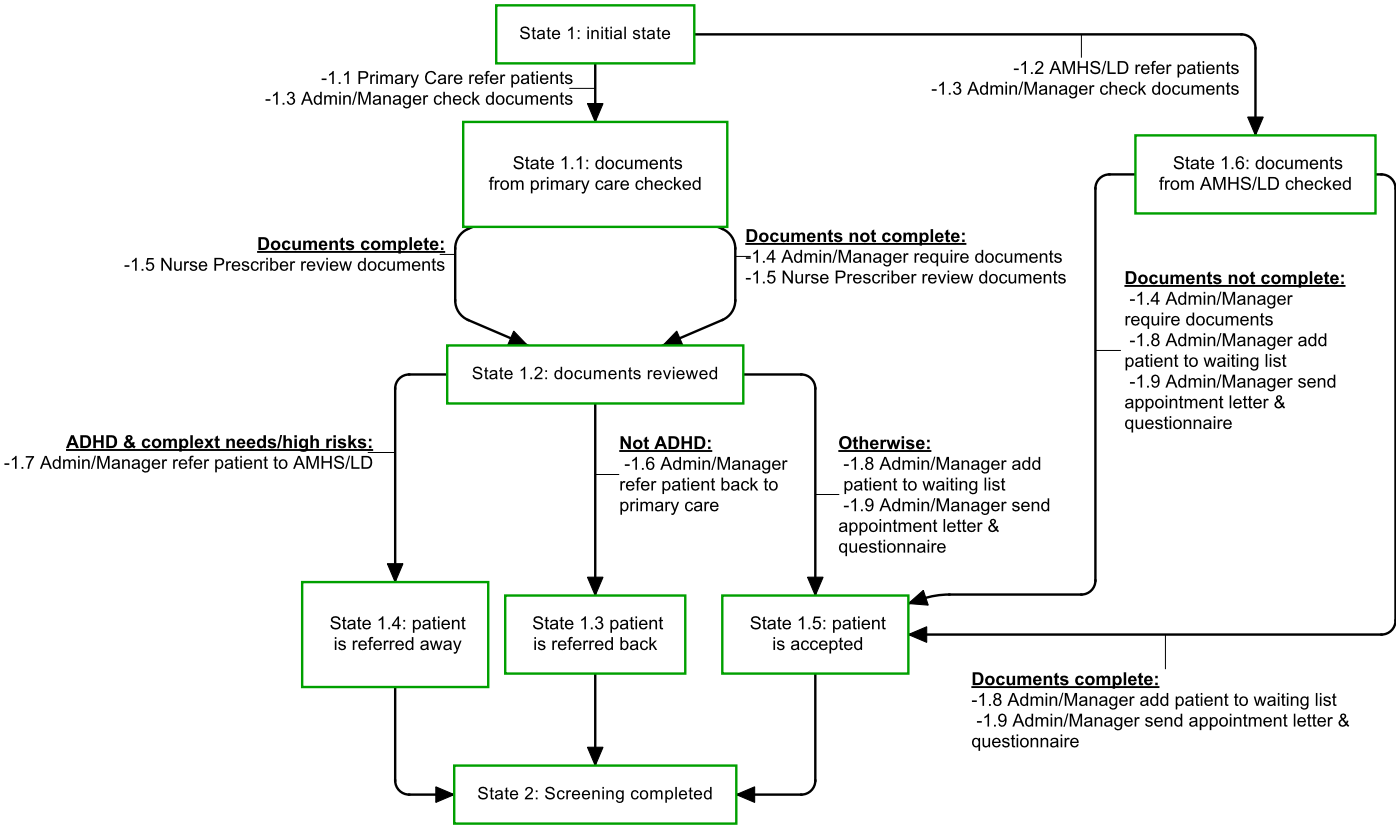 State 1: initial state
-1.1 Primary Care refer patients
-1.3 Admin/Manager check documents
-1.2 AMHS/LD refer patients
-1.3 Admin/Manager check documents
State 1.1: documents
from primary care checked
State 1.6: documents
from AMHS/LD checked
Documents complete:
-1.5 Nurse Prescriber review documents
Documents not complete:
-1.4 Admin/Manager require documents
-1.5 Nurse Prescriber review documents
Documents not complete:
-1.4 Admin/Manager
require documents
-1.8 Admin/Manager add
patient to waiting list
-1.9 Admin/Manager send
appointment letter &
questionnaire
State 1.2: documents reviewed
ADHD & complext needs/high risks:
-1.7 Admin/Manager refer patient to AMHS/LD
Not ADHD:
-1.6 Admin/Manager
refer patient back to
primary care
Otherwise:
-1.8 Admin/Manager add
patient to waiting list
-1.9 Admin/Manager send
appointment letter &
questionnaire
State 1.4: patient
is referred away
State 1.3 patient
is referred back
State 1.5: patient
is accepted
Documents complete:
-1.8 Admin/Manager add patient to waiting list
-1.9 Admin/Manager send appointment letter &
questionnaire
State 2: Screening completed